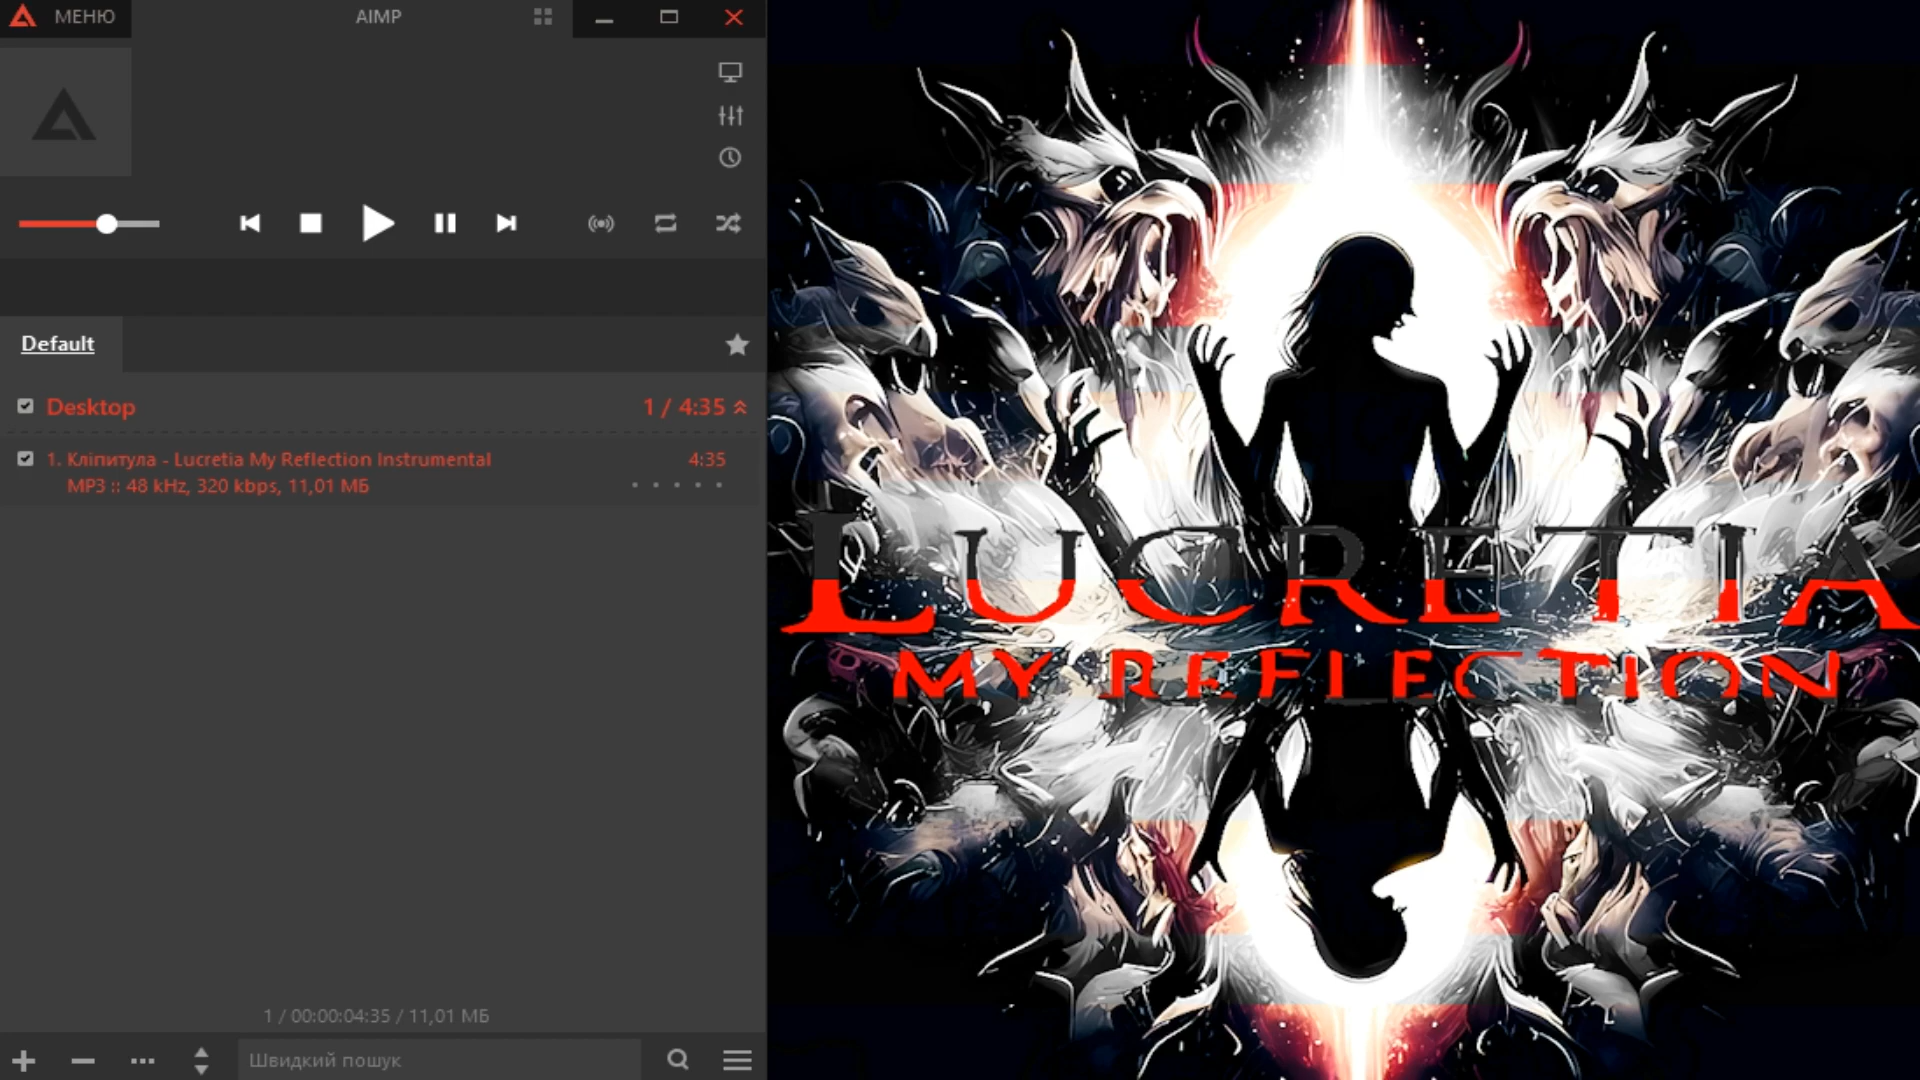 МЕНЮ
AIMP
Default
Desktop
1 / 4:35
1. Кліпитула - Lucretia My Reflection Instrumental
4:35
MP3 :: 48 kHz, 320 kbps, 11,01 МБ
1 / 00:00:04:35 / 11,01 МБ
Швидкий пошук
LUCRETIA
MY REFLECTION